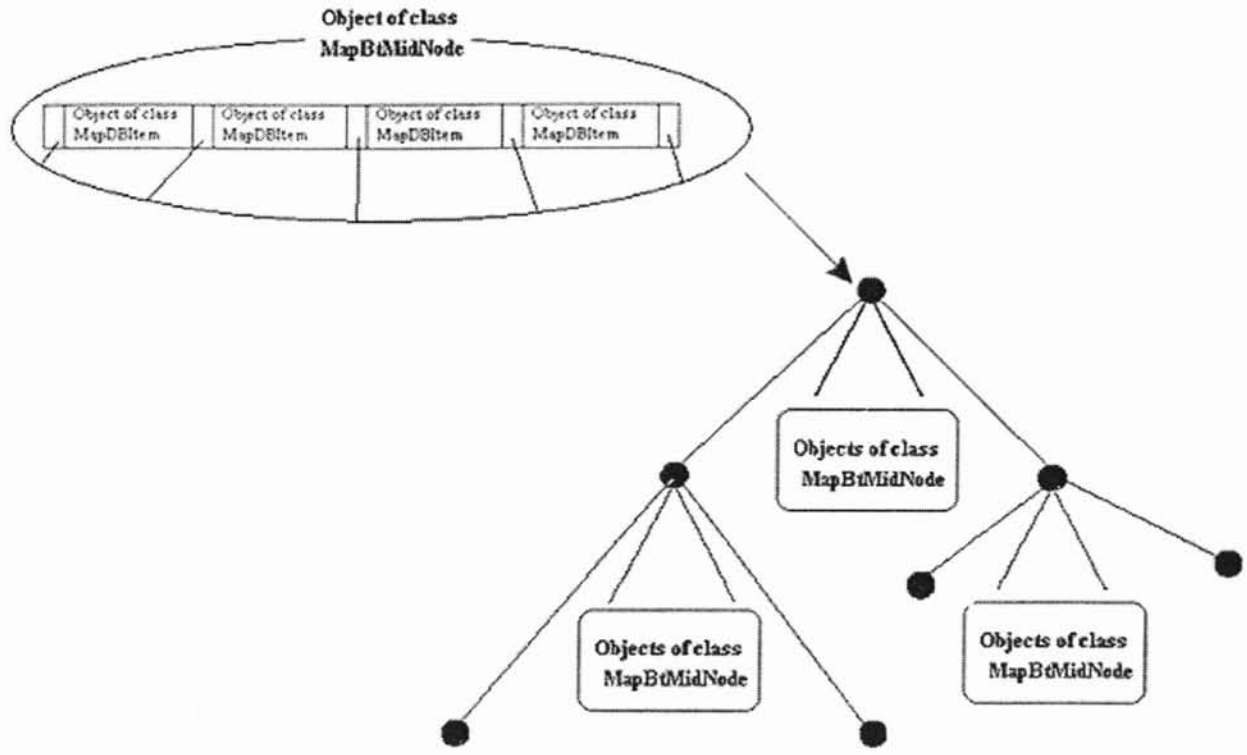 Object of class
MapBtMidNode
Object of class
MapDBItem
Object of class
MapDBItem
Object of class
MapDBItem
Object of class
MapDBItem
Objects of class
MapBtMidNode
Objects of class
MapBtMidNode
Objects of class
MapBtMidNode